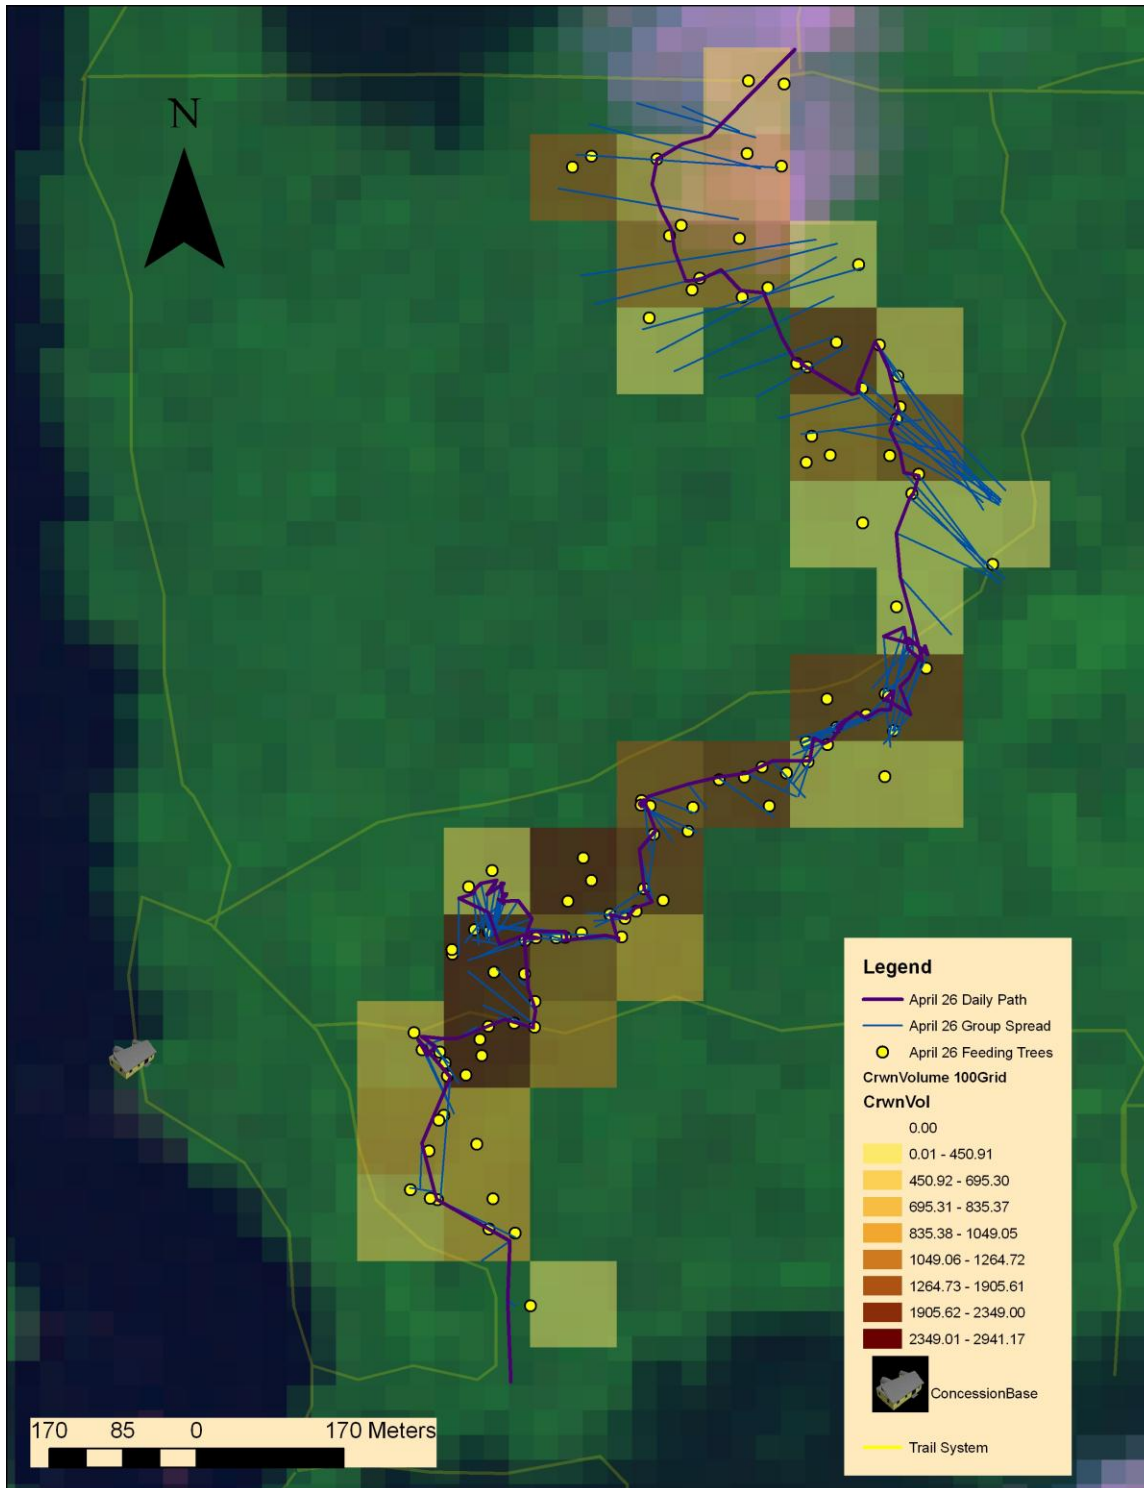 N
Legend
April 26 Daily Path
April 26 Group Spread
April 26 Feeding Trees
CrwnVolume 100Grid
CrwnVol
0.00
0.01 - 450.91
450.92 - 695.30
695.31 - 835.37
835.38 - 1049.05
1049.06 - 1264.72
1264.73 - 1905.61
1905.62 - 2349.00
2349.01 - 2941.17
ConcessionBase
Trail System
170 85 0 170 Meters